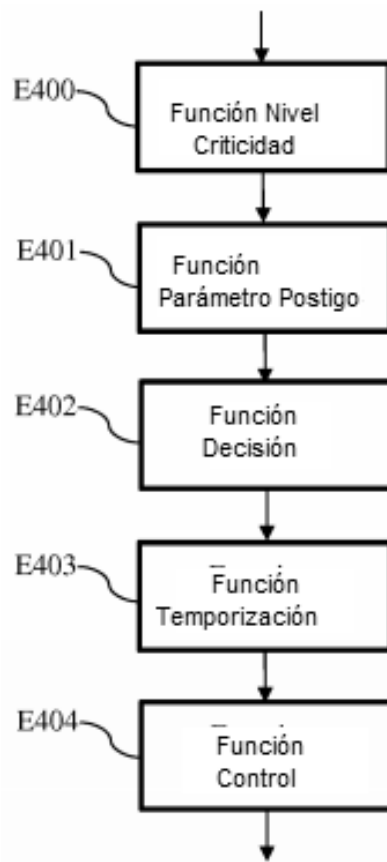 E400
Función Nivel
Criticidad
E401
Función
Parámetro Postigo
E402
Función
Decisión
E403
Función
Temporización
E404
Función
Control